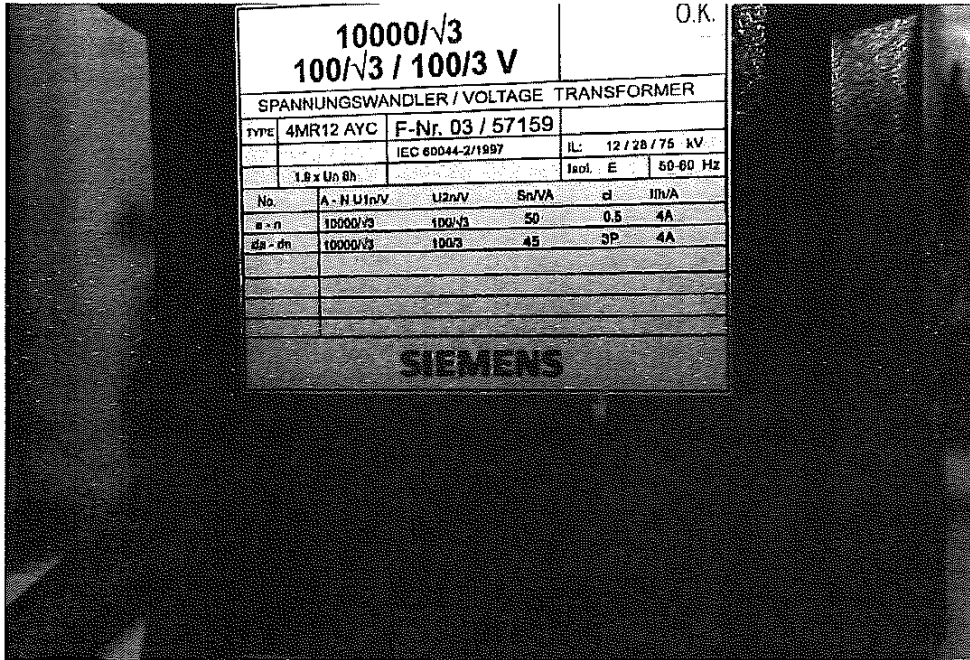 O.K.
10000/√3
100/√3 / 100/3 V
SPANNUNGSWANDLER / VOLTAGE TRANSFORMER
TYPE 4MR12 AYC F-Nr. 03 / 57159
IEC 60044-2/1997 IL: 12 / 28 / 75 kV
1.9 x Un 8h Isol. E 50-60 Hz
No. A - N U1n/V U2n/V Sn/VA cl Ith/A
a - n 10000/√3 100/√3 50 0.5 4A
da - dn 10000/√3 100/3 45 3P 4A
SIEMENS